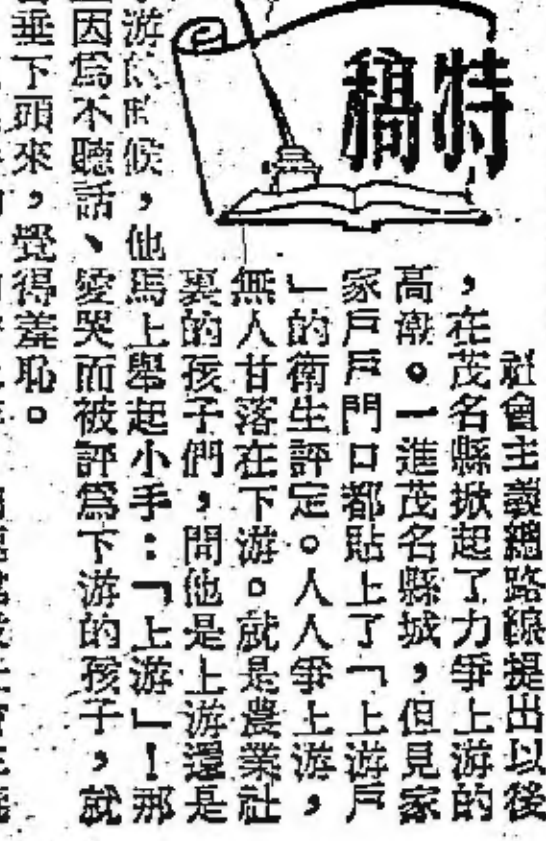 特稿
社會主義總路綫提出以後
，在茂名縣掀起了力爭上游的
高潮。一進茂名縣城，但見家
家戶戶門口都貼上了「上游戶
」的衛生評定。人人爭上游，
無人甘落在下游。就是農業社
裏的孩子們，問他是上游還是
游的時候，他馬上舉起小手：「上游」！那
因爲不聽話、愛哭而被評爲下游的孩子，就
垂下頭來，覺得羞恥。